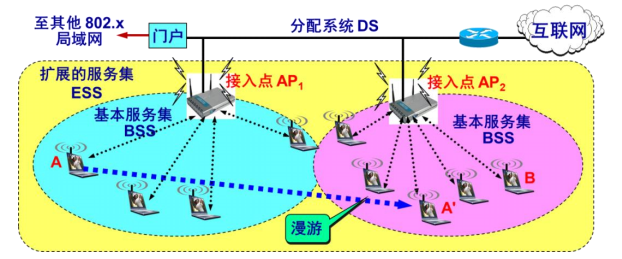 至其他 802.x
局域网
门户
分配系统 DS
互联网
扩展的服务集
ESS
接入点 AP1
接入点 AP2
基本服务集
BSS
基本服务集
BSS
A
B
A'
漫游